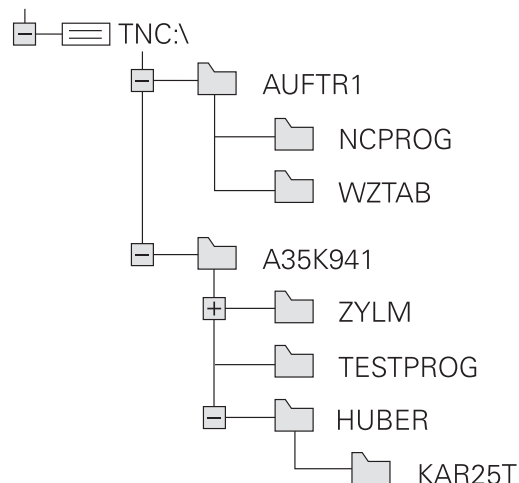 TNC:\
AUFTR1
NCPROG
WZTAB
A35K941
ZYLM
TESTPROG
HUBER
KAR25T